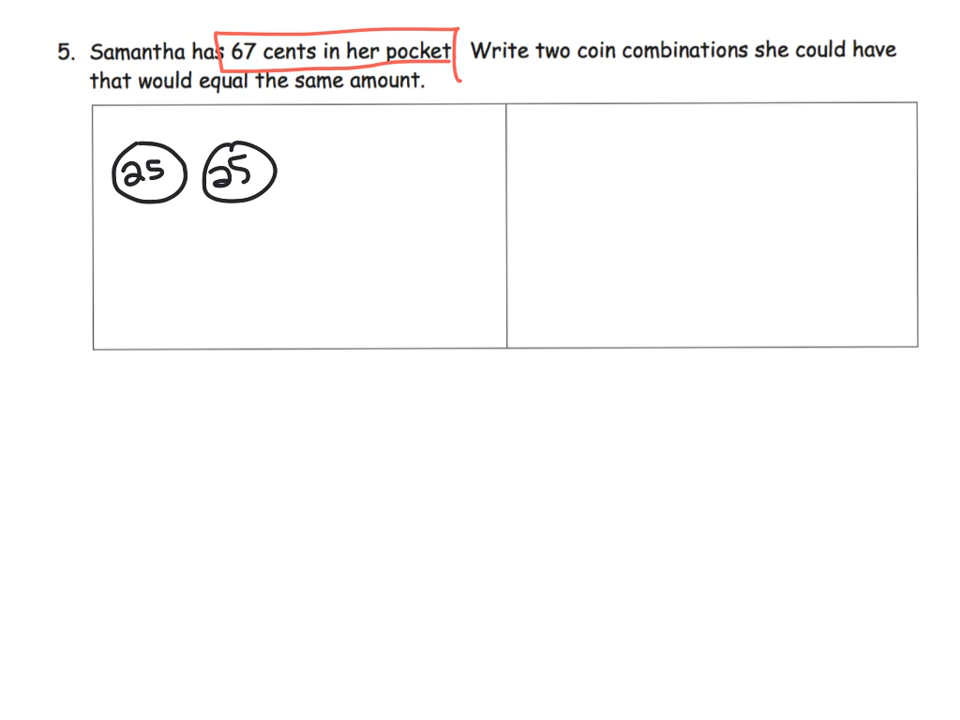 5. Samantha has 67 cents in her pocket. Write two coin combinations she could have
that would equal the same amount.
25 25